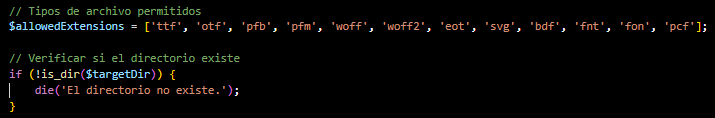 // Tipos de archivo permitidos
$allowedExtensions = ['ttf', 'otf', 'pfb', 'pfm', 'woff', 'woff2', 'eot', 'svg', 'bdf', 'fnt', 'fon', 'pcf'];
// Verificar si el directorio existe
if (!is_dir($targetDir)) {
die('El directorio no existe.');
}